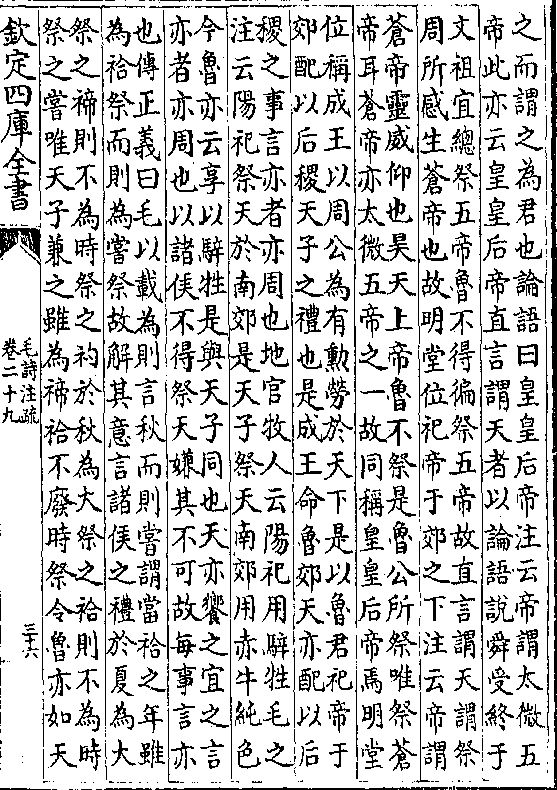 之而謂之為君也論語曰皇皇后帝注云帝謂太微五
帝此亦云皇皇后帝直言謂天者以論語說舜受終于
文祖宜總祭五帝魯不得徧祭五帝故直言謂天謂祭
周所感生蒼帝也故明堂位祀帝于郊之下注云帝謂
蒼帝靈威仰也昊天上帝魯不祭是魯公所祭唯祭蒼
帝耳蒼帝亦太微五帝之一故同稱皇皇后帝焉明堂
位稱成王以周公為有勲勞於天下是以魯君祀帝于
郊配以后稷天子之禮也是成王命魯郊天亦配以后
稷之事言亦者亦周也地官牧人云陽祀用騂牲毛之
注云陽祀祭天於南郊是天子祭天南郊用赤牛純色
今魯亦云享以騂牲是與天子同也天亦饗之宜之言
亦者亦周也以諸侯不得祭天嫌其不可故每事言亦
也傳正義曰毛以載為則言秋而則嘗謂當祫之年雖
為祫祭而則為嘗祭故解其意言諸侯之禮於夏為大
祭之禘則不為時祭之礿於秋為大祭之祫則不為時
祭之嘗唯天子兼之雖為禘祫不廢時祭令魯亦如天
欽定四庫全書
毛詩注疏
卷二十九
三十六